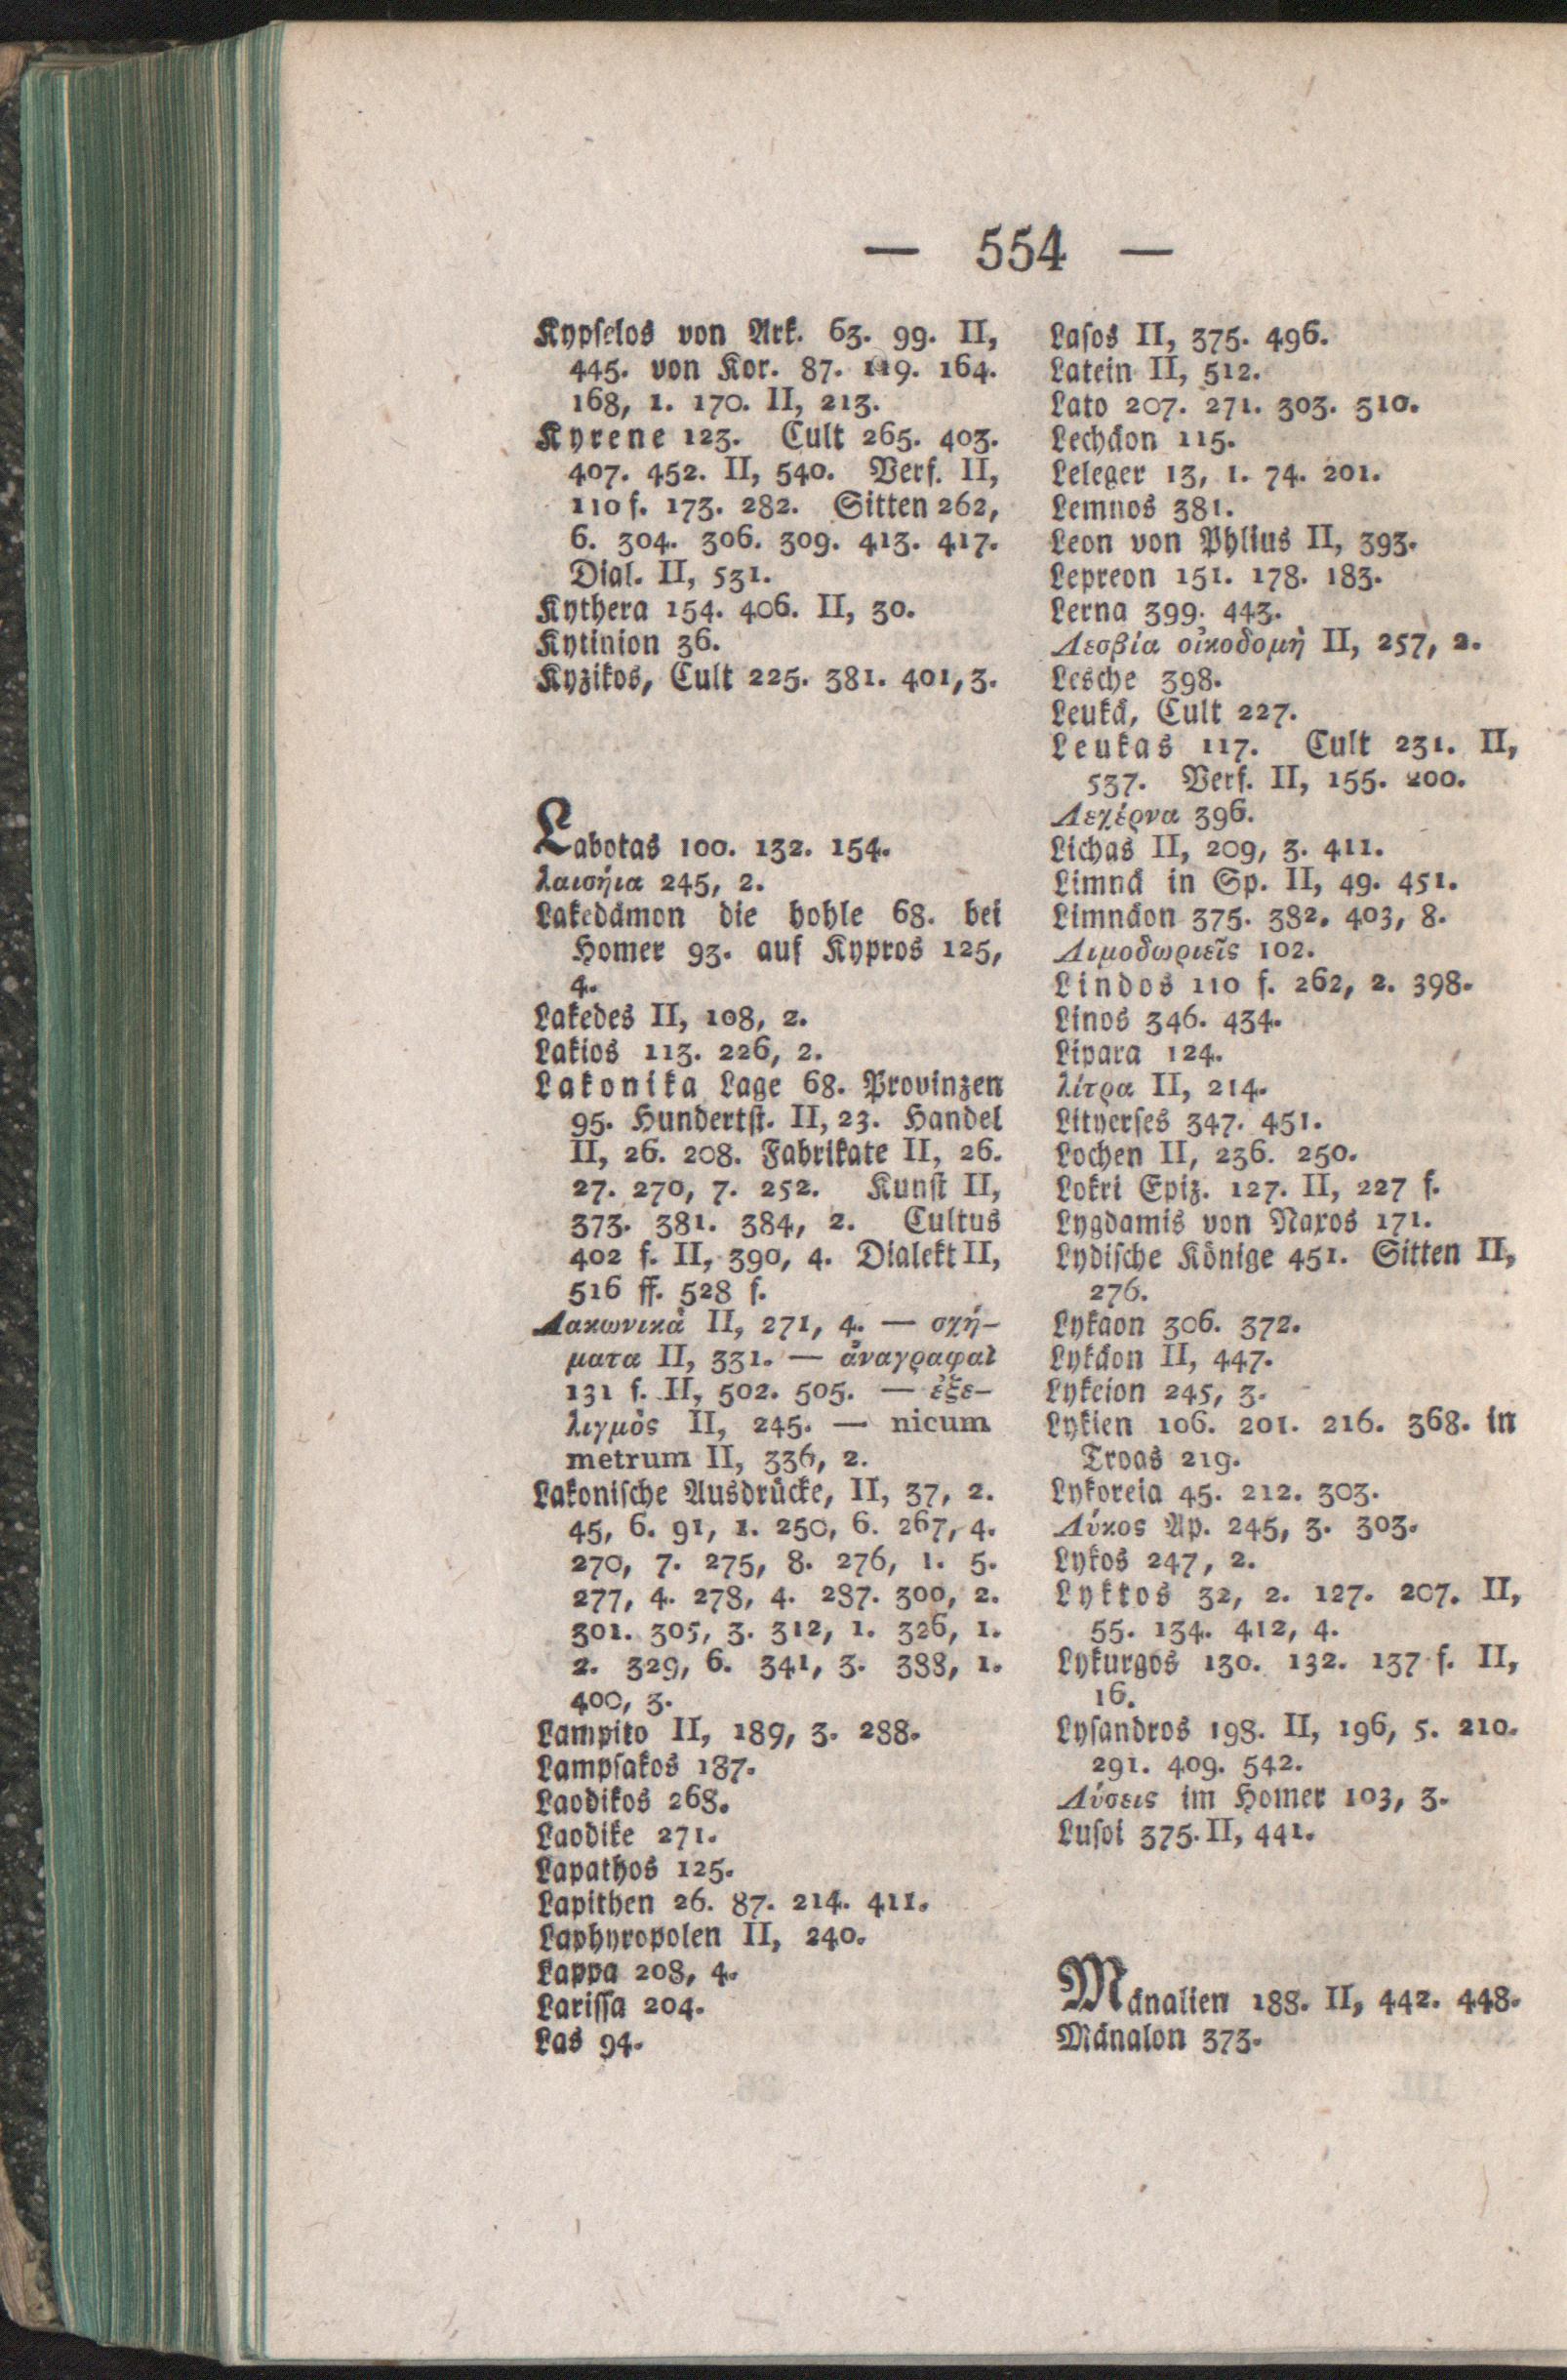 — 554 —
Kypſelos von Ark. 63. 99. II,
445. von Kor. 87. 119. 164.
168, 1. 170. II, 213.
Kyrene 123. Cult 265. 403.
407. 452. II, 540. Verf. II,
110 f. 173. 282. Sitten 262,
6. 304. 306. 309. 413. 417.
Dial. II, 531.
Kythera 154. 406. II, 30.
Kytinion 36.
Kyzikos, Cult 225. 381. 401, 3.
Labotas 100. 132. 154.
λαισήϊα 245, 2.
Lakedämon die hohle 68. bei
Homer 93. auf Kypros 125,
4.
Lakedes II, 108, 2.
Lakios 113. 226, 2.
Lakonika Lage 68. Provinzen
95. Hundertſt. II, 23. Handel
II, 26. 208. Fabrikate II, 26.
27. 270, 7. 252. Kunſt II,
373. 381. 384, 2. Cultus
402 f. II, 390, 4. Dialekt II,
516 ff. 528 f.
Λακωνικὰ II, 271, 4. — σχή-
ματα II, 331. — ἀναγραφαὶ
131 f. II, 502. 505. — ἐξε-
λιγμὸς II, 245. — nicum
metrum II, 336, 2.
Lakoniſche Ausdrücke, II, 37, 2.
45, 6. 91, 1. 250, 6. 267, 4.
270, 7. 275, 8. 276, 1. 5.
277, 4. 278, 4. 287. 300, 2.
301. 305, 3. 312, 1. 326, 1.
2. 329, 6. 341, 3. 388, 1.
400, 3.
Lampito II, 189, 3. 288.
Lampſakos 187.
Laodikos 268.
Laodike 271.
Lapathos 125.
Lapithen 26. 87. 214. 411.
Laphyropolen II, 240.
Lappa 208, 4.
Lariſſa 204.
Las 94.
Laſos II, 375. 496.
Latein II, 512.
Lato 207. 271. 303. 310.
Lechäon 115.
Leleger 13, 1. 74. 201.
Lemnos 381.
Leon von Phlius II, 393.
Lepreon 151. 178. 183.
Lerna 399. 443.
Λεσβία οἰκοδομὴ II, 257, 2.
Lesche 398.
Leukä, Cult 227.
Leukas 117. Cult 231. II,
537. Verf. II, 155. 200.
Λεχέρνα 396.
Lichas II, 209, 3. 411.
Limnä in Sp. II, 49. 451.
Limnäon 375. 382. 403, 8.
Λιμοδωριεῖς 102.
Lindos 110 f. 262, 2. 398.
Linos 346. 434.
Lipara 124.
λίτρα II, 214.
Lityerſes 347. 451.
Lochen II, 236. 250.
Lokri Epiz. 127. II, 227 f.
Lygdamis von Naxos 171.
Lydiſche Könige 451. Sitten II,
276.
Lykaon 306. 372.
Lykäon II, 447.
Lykeion 245, 3.
Lykien 106. 201. 216. 368. in
Troas 219.
Lykoreia 45. 212. 303.
Λύκος Ap. 245, 3. 303.
Lykos 247, 2.
Lyktos 32, 2. 127. 207. II,
55. 134. 412, 4.
Lykurgos 130. 132. 137 f. II,
16.
Lyſandros 198. II, 196, 5. 210.
291. 409. 542.
Λύσεις im Homer 103, 3.
Luſoi 375. II, 441.
Mänalien 188. II, 442. 448.
Mänalon 373.